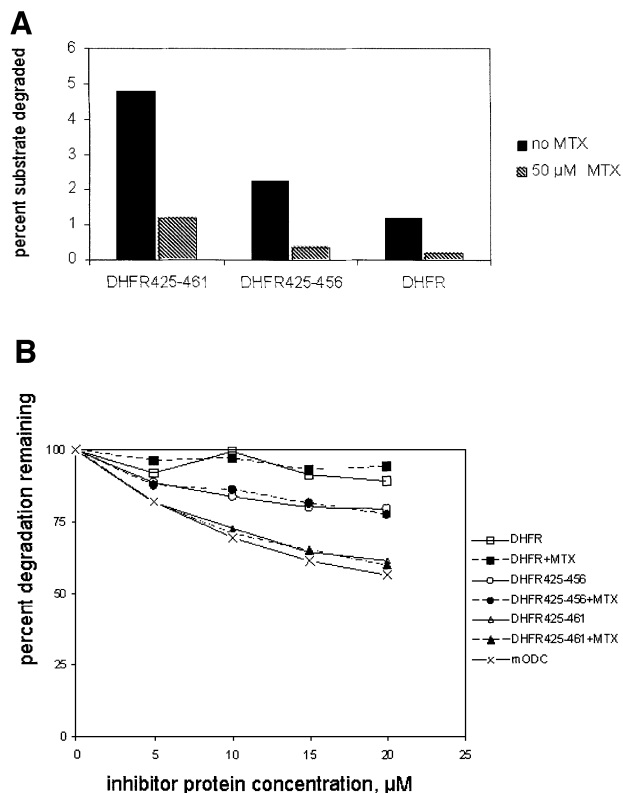 A
percent substrate degraded
6
5
4
3
2
1
0
DHFR425-461
DHFR425-456
DHFR
no MTX
50 µM MTX
B
percent degradation remaining
100
75
50
25
0
0
5
10
15
20
25
inhibitor protein concentration, µM
DHFR
DHFR+MTX
DHFR425-456
DHFR425-456+MTX
DHFR425-461
DHFR425-461+MTX
mODC